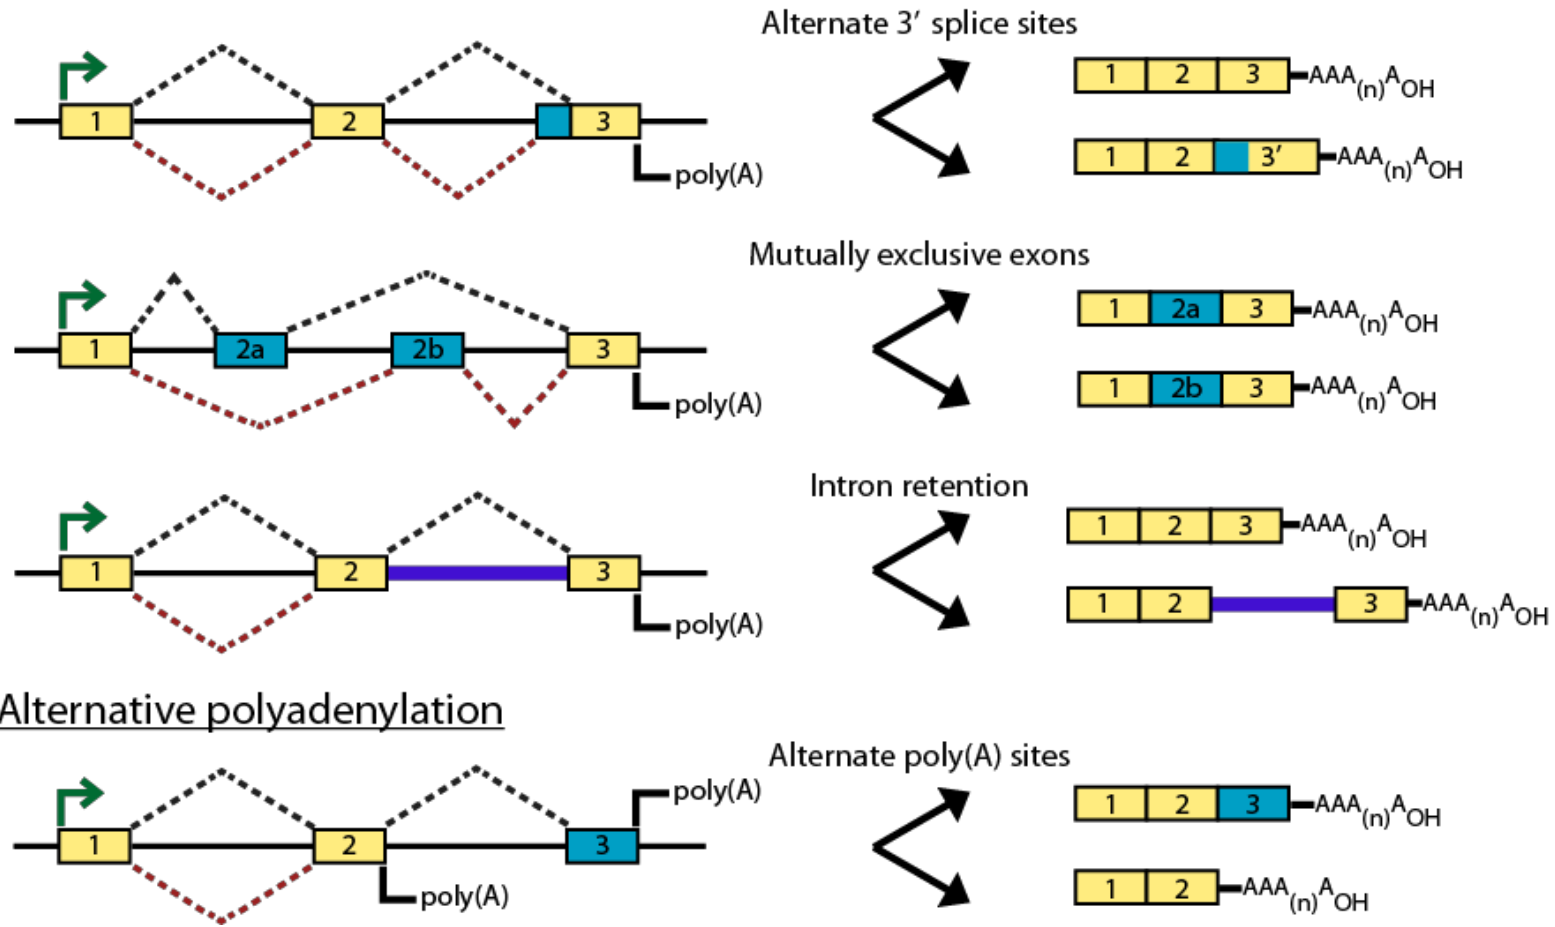 Alternate 3′ splice sites
1 2 3 poly(A)
1 2 3 AAA(n)AOH
1 2 3′ AAA(n)AOH
Mutually exclusive exons
1 2a 2b 3 poly(A)
1 2a 3 AAA(n)AOH
1 2b 3 AAA(n)AOH
Intron retention
1 2 3 poly(A)
1 2 3 AAA(n)AOH
1 2 3 AAA(n)AOH
Alternative polyadenylation
Alternate poly(A) sites
1 2 3 poly(A)
poly(A)
1 2 3 AAA(n)AOH
1 2 AAA(n)AOH